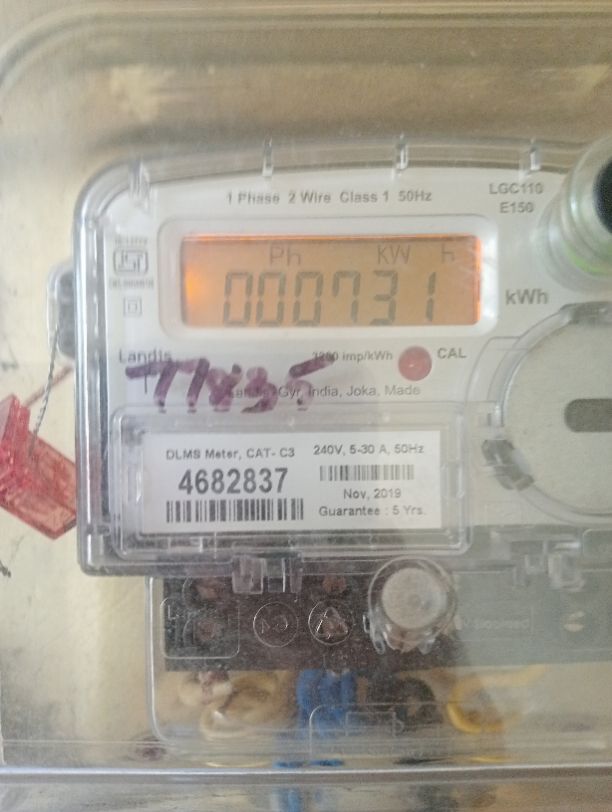 1 Phase 2 Wire Class 1 50Hz
LGC110
E150
Ph kW h
000731
kWh
Landis
3200 imp/kWh
CAL
Gyr, India, Joka, Made
DLMS Meter, CAT- C3
240V, 5-30 A, 50Hz
4682837
Nov, 2019
Guarantee : 5 Yrs.